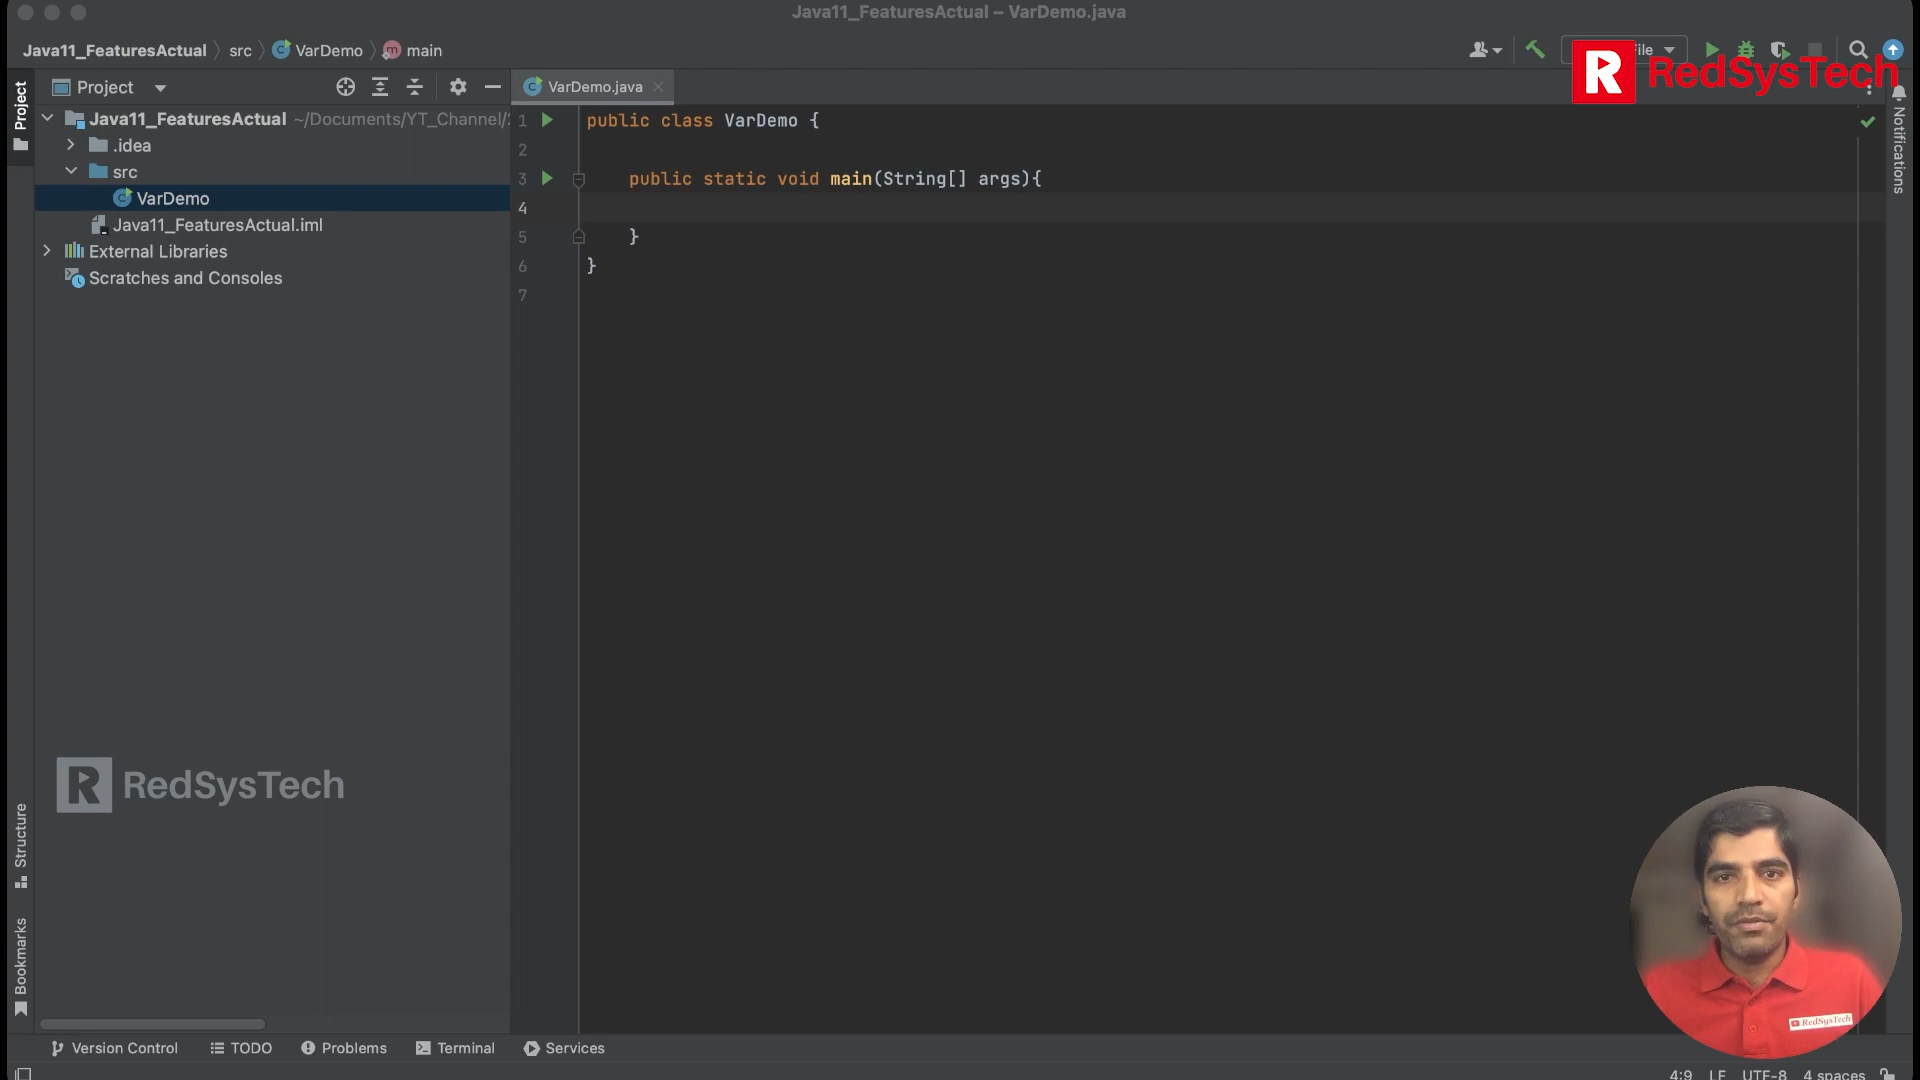 Java11_FeaturesActual – VarDemo.java
Java11_FeaturesActual
src
VarDemo
main
ile
RedSysTech
Project
Project
VarDemo.java
Notifications
Java11_FeaturesActual ~/Documents/YT_Channel/
.idea
src
VarDemo
Java11_FeaturesActual.iml
External Libraries
Scratches and Consoles
1 public class VarDemo {
2
3 public static void main(String[] args){
4
5 }
6 }
7
R RedSysTech
Structure
Bookmarks
RedSysTech
Version Control
TODO
Problems
Terminal
Services
4:9 LF UTF-8 4 spaces